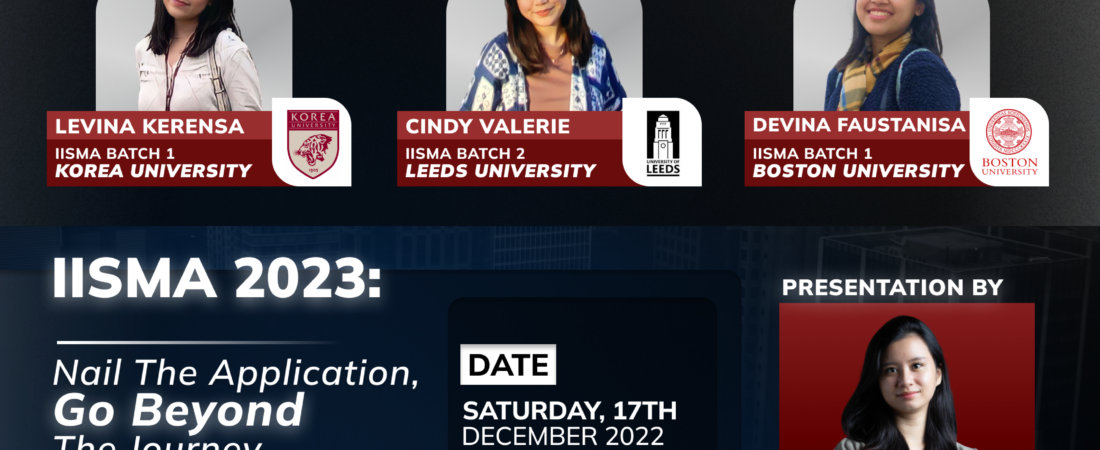 LEVINA KERENSA
IISMA BATCH 1
KOREA UNIVERSITY
KOREA
UNIVERSITY
1905
CINDY VALERIE
IISMA BATCH 2
LEEDS UNIVERSITY
UNIVERSITY OF
LEEDS
DEVINA FAUSTANISA
IISMA BATCH 1
BOSTON UNIVERSITY
BOSTON
UNIVERSITY
IISMA 2023:
Nail The Application,
Go Beyond
The Journey
DATE
SATURDAY, 17TH
DECEMBER 2022
PRESENTATION BY